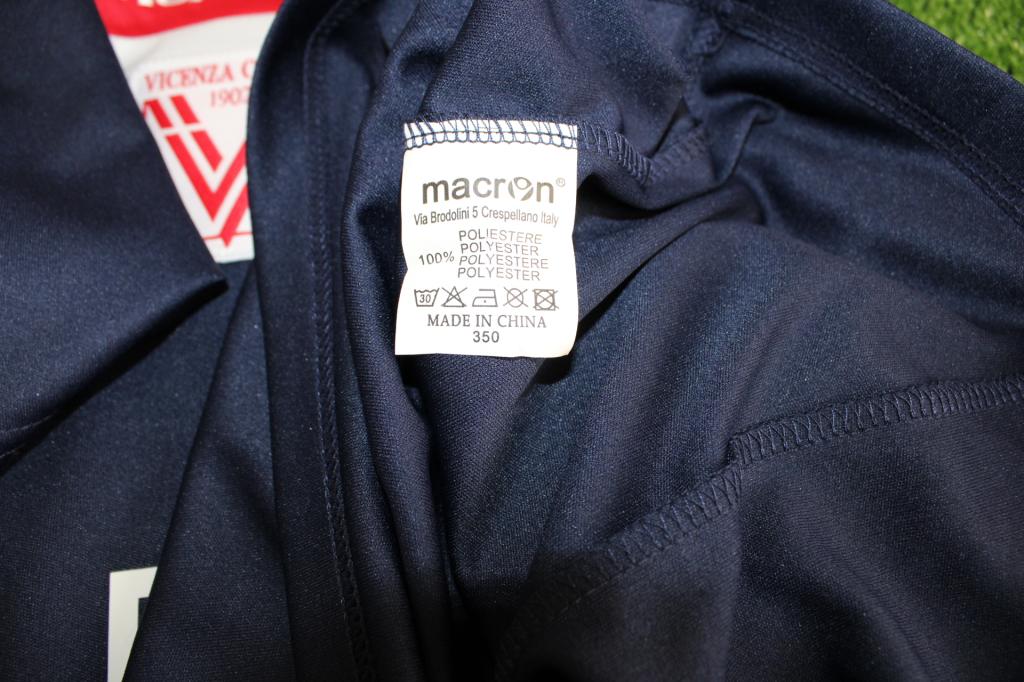 VICENZA C
1902
macron®
Via Brodolini 5 Crespellano Italy
POLIESTERE
POLYESTER
100% POLYESTERE
POLYESTER
30
MADE IN CHINA
350